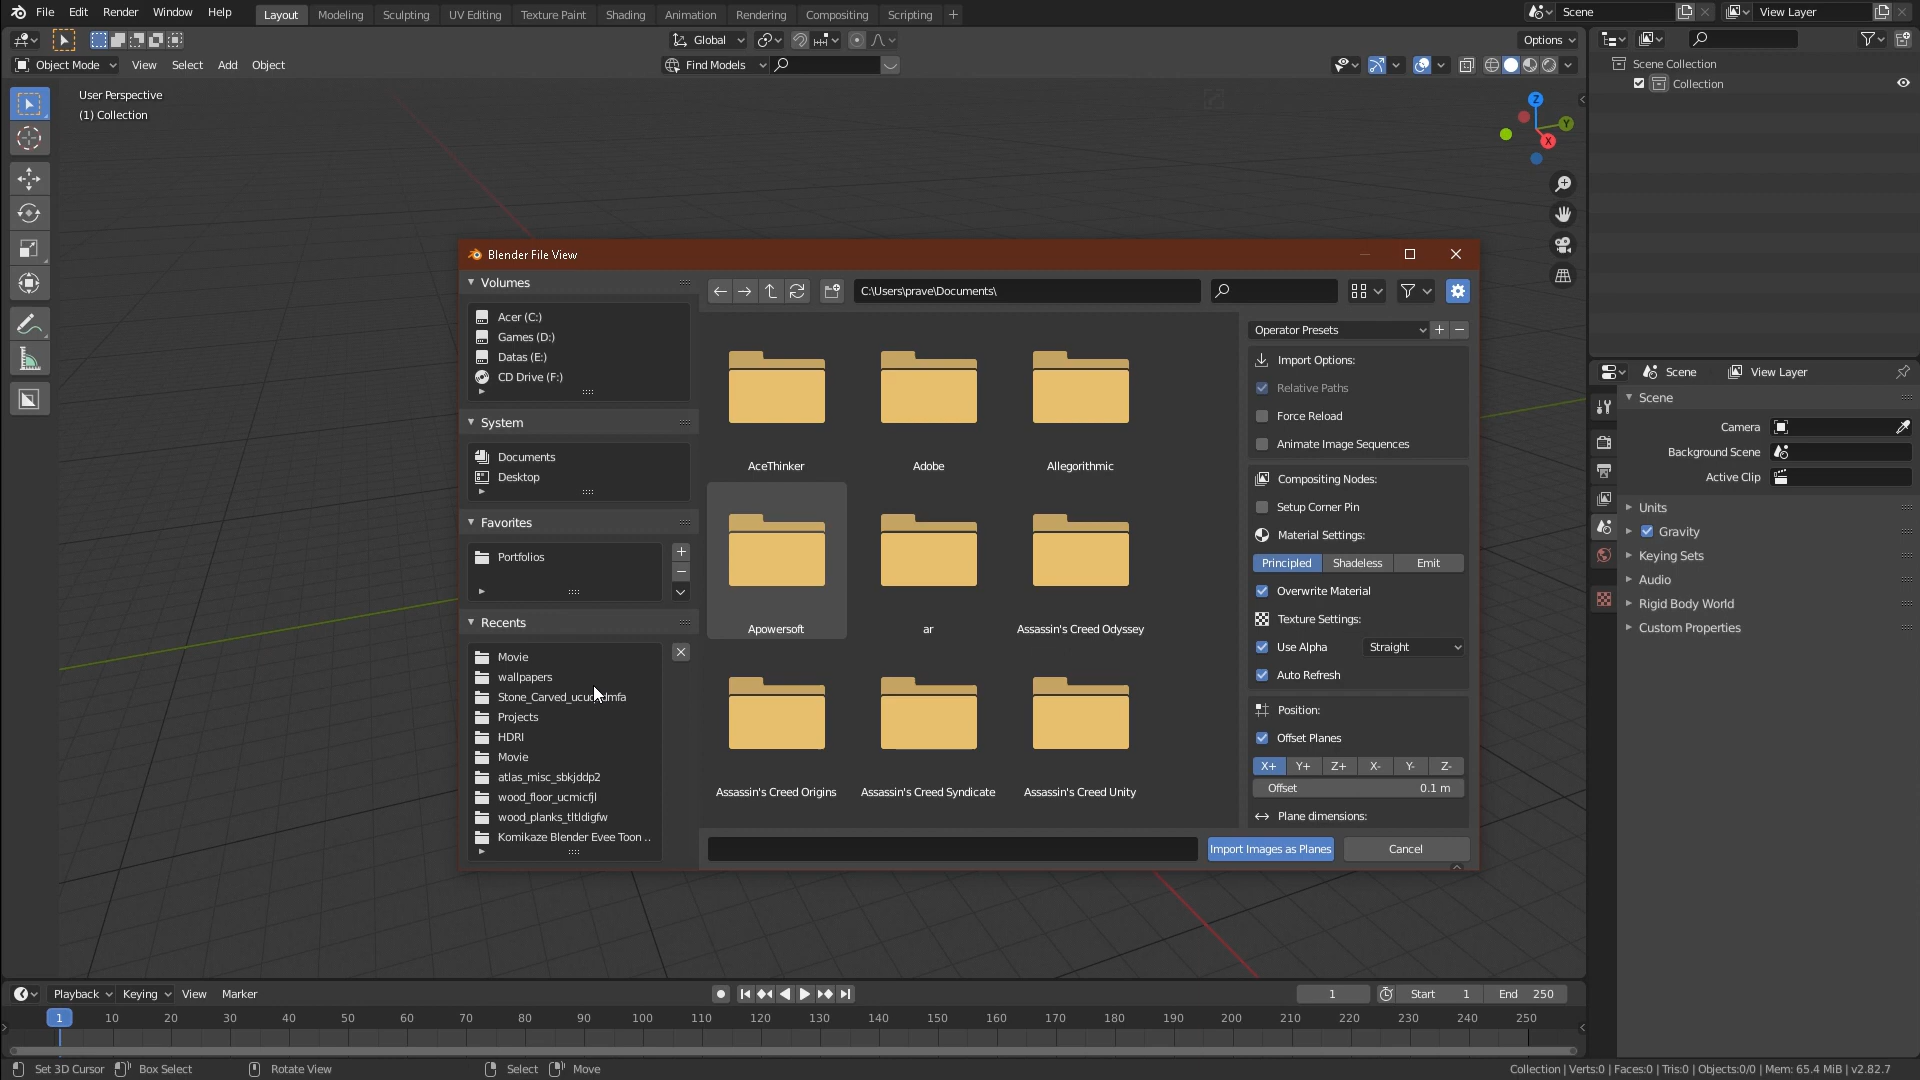 File Edit Render Window Help Layout Modeling Sculpting UV Editing Texture Paint Shading Animation Rendering Compositing Scripting + Scene View Layer
Global Options
Object Mode View Select Add Object Find Models
User Perspective
(1) Collection
Z
Y
X
Scene Collection
Collection
Blender File View
Volumes
Acer (C:)
Games (D:)
Datas (E:)
CD Drive (F:)
System
Documents
Desktop
Favorites
Portfolios
Recents
Movie
wallpapers
Projects
HDRI
Movie
atlas_misc_sbkjddp2
wood_floor_ucmicfjl
wood_planks_tltldigfw
Komikaze Blender Evee Toon ..
C:\Users\prave\Documents\
AceThinker Adobe Allegorithmic
Apowersoft ar Assassin's Creed Odyssey
Assassin's Creed Origins Assassin's Creed Syndicate Assassin's Creed Unity
Operator Presets
Import Options:
Relative Paths
Force Reload
Animate Image Sequences
Compositing Nodes:
Setup Corner Pin
Material Settings:
Principled Shadeless Emit
Overwrite Material
Texture Settings:
Use Alpha Straight
Auto Refresh
Position:
Offset Planes
X+ Y+ Z+ X- Y- Z-
Offset 0.1 m
Plane dimensions:
Import Images as Planes Cancel
Scene View Layer
Scene
Camera
Background Scene
Active Clip
Units
Gravity
Keying Sets
Audio
Rigid Body World
Custom Properties
Playback Keying View Marker 1 Start 1 End 250
1 10 20 30 40 50 60 70 80 90 100 110 120 130 140 150 160 170 180 190 200 210 220 230 240 250
Set 3D Cursor Box Select Rotate View Select Move Collection | Verts:0 | Faces:0 | Tris:0 | Objects:0/0 | Mem: 65.4 MiB | v2.82.7